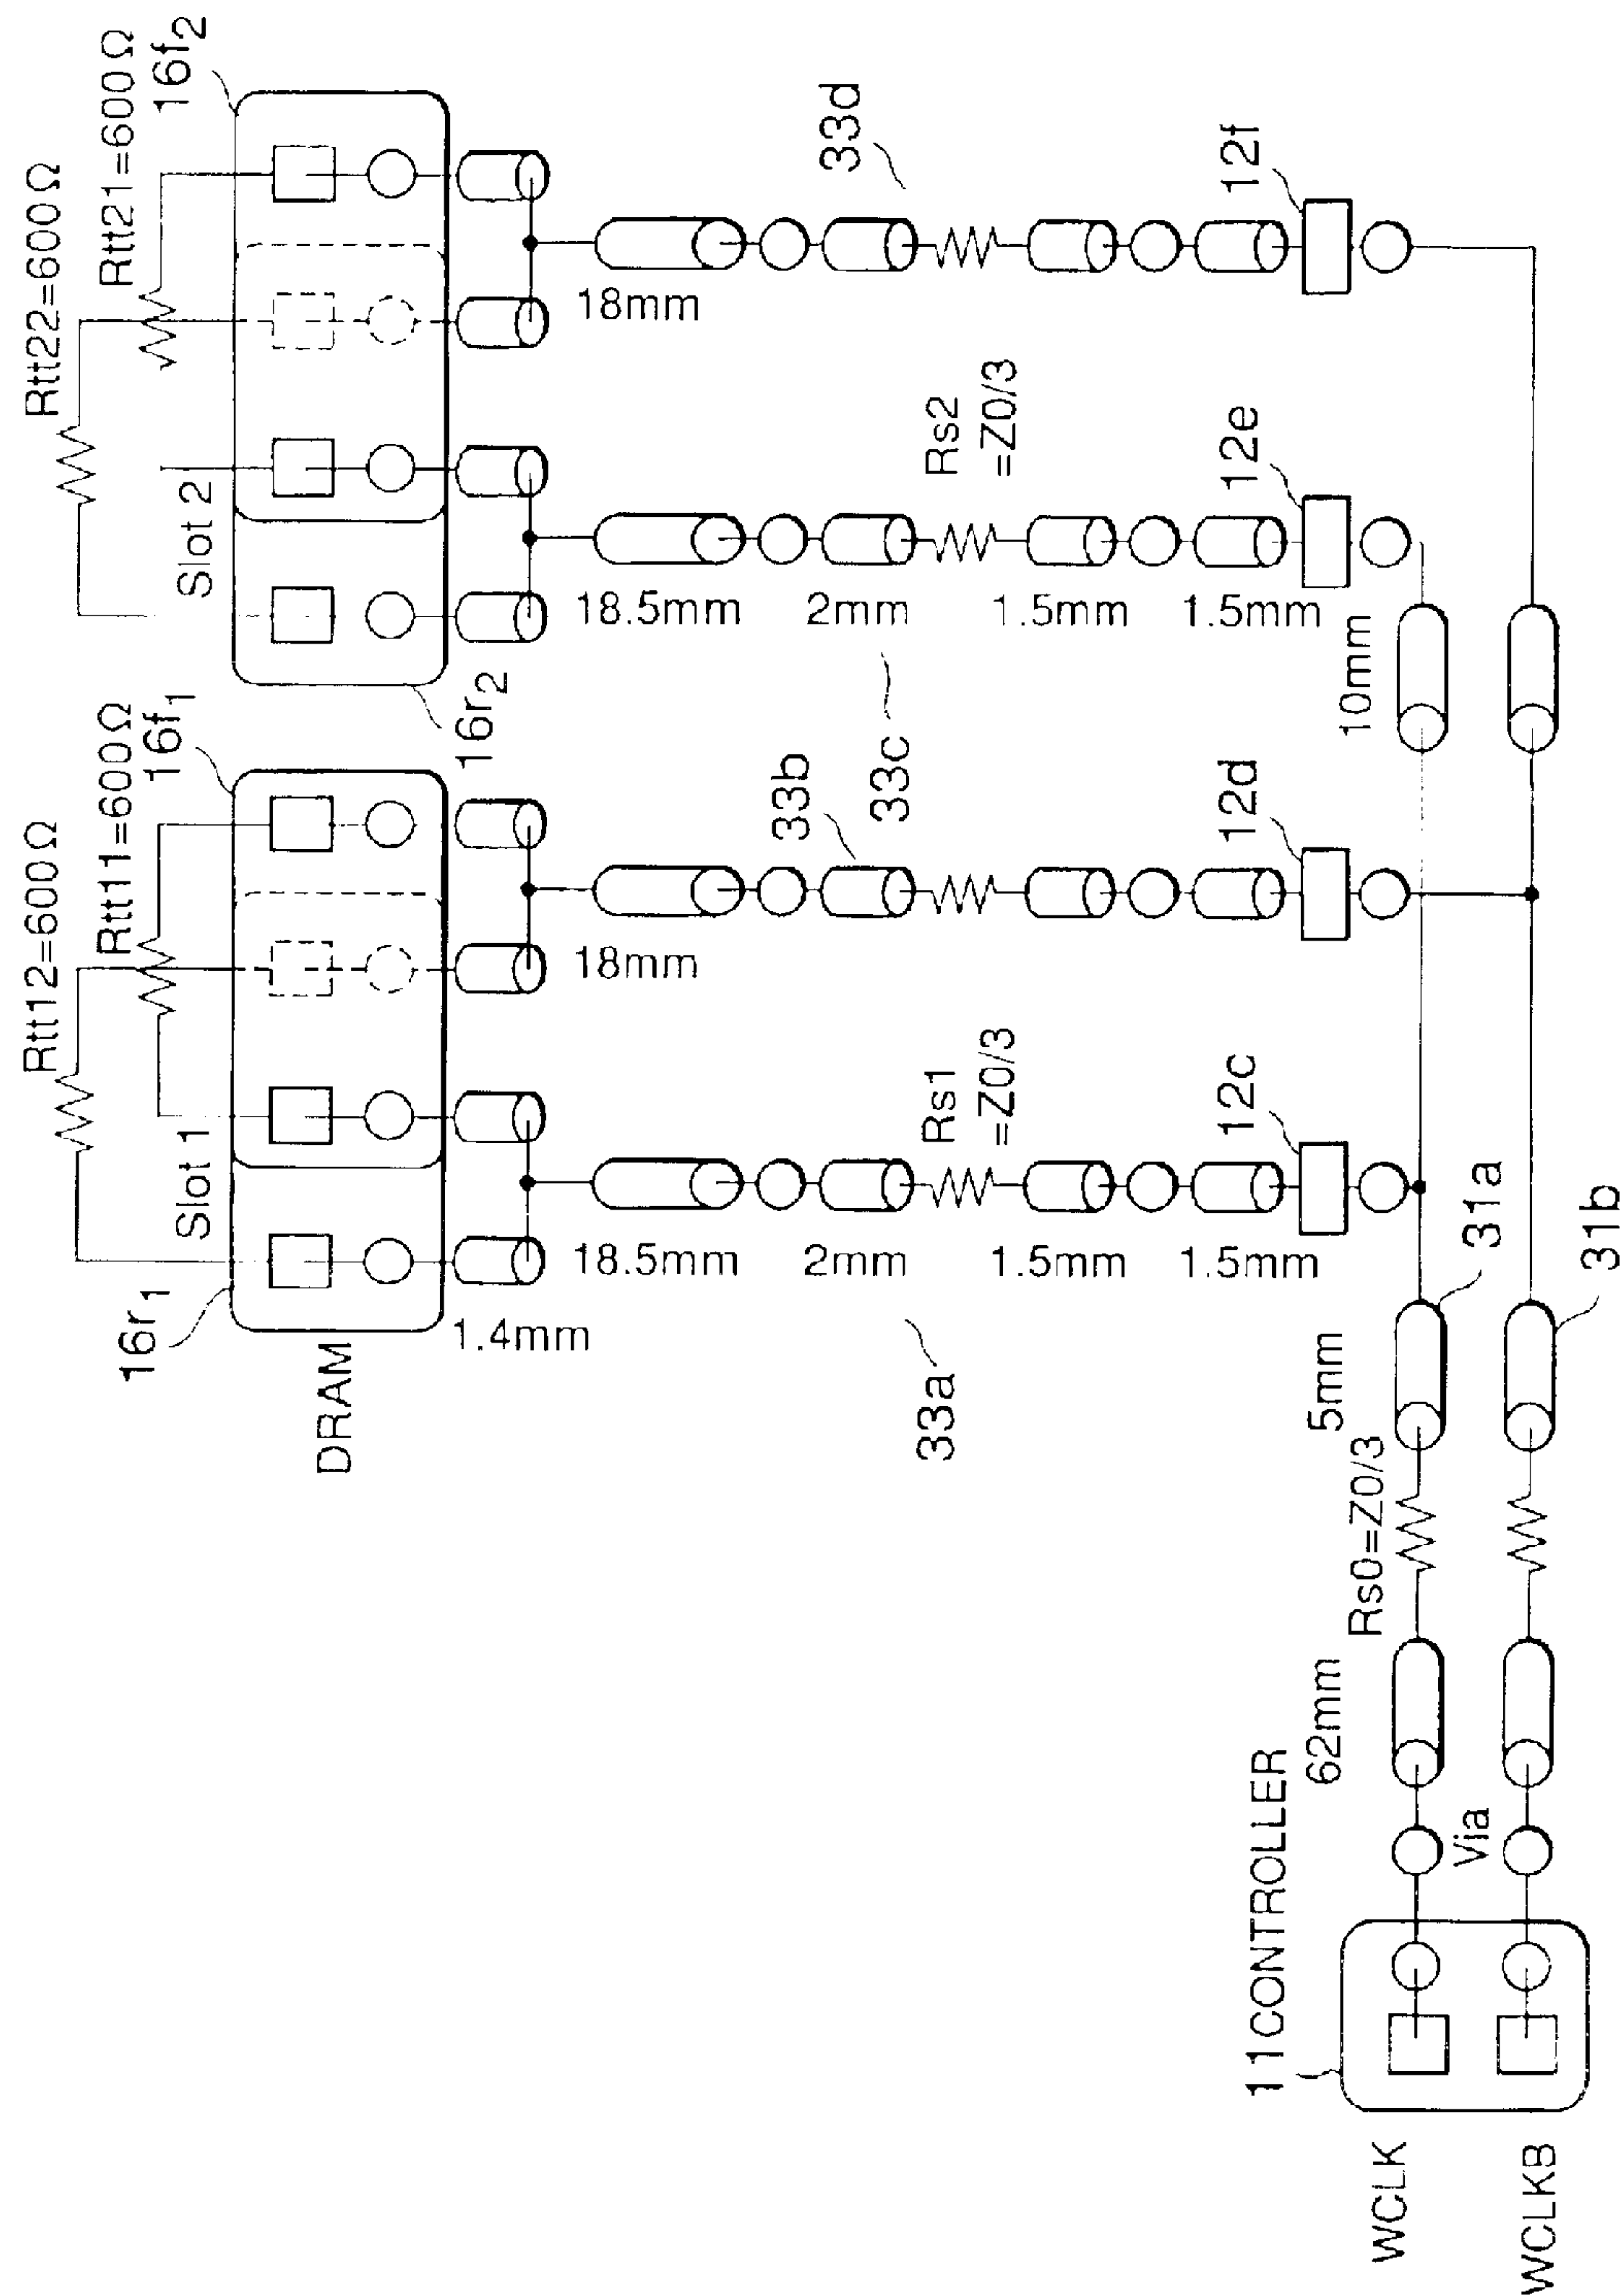 Rtt12=600Ω
Rtt11=600Ω
16f1
Rtt22=600Ω
Rtt21=600Ω
16f2
16r1
Slot 1
16r2
Slot 2
DRAM
1.4mm
18.5mm
18mm
18.5mm
18mm
33a
2mm
33b
33c
2mm
33d
Rs1
=Z0/3
Rs2
=Z0/3
1.5mm
1.5mm
1.5mm
1.5mm
12c
12d
12e
12f
11CONTROLLER
62mm
Rs0=Z0/3
5mm
31a
10mm
Via
31b
WCLK
WCLKB